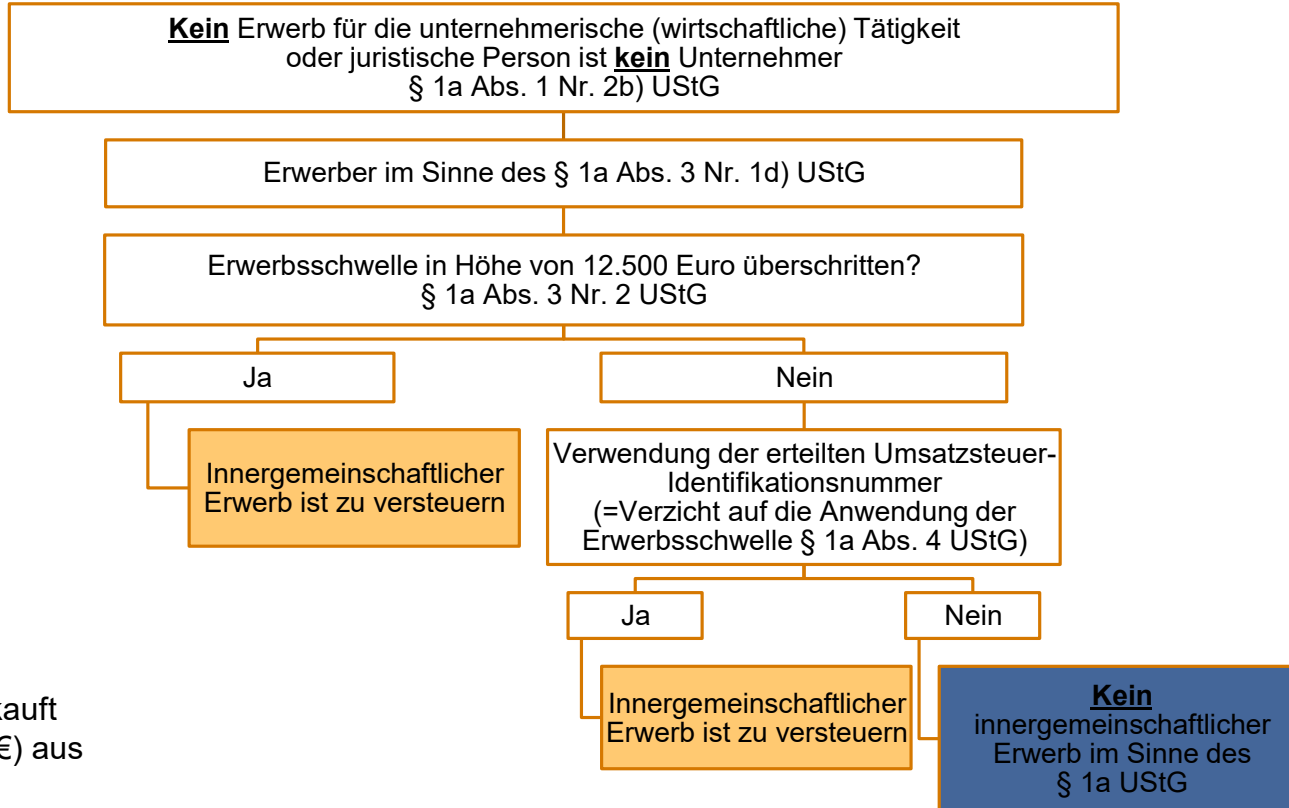 Kein Erwerb für die unternehmerische (wirtschaftliche) Tätigkeit
oder juristische Person ist kein Unternehmer
§ 1a Abs. 1 Nr. 2b) UStG
Erwerber im Sinne des § 1a Abs. 3 Nr. 1d) UStG
Erwerbsschwelle in Höhe von 12.500 Euro überschritten?
§ 1a Abs. 3 Nr. 2 UStG
Ja
Nein
Innergemeinschaftlicher
Erwerb ist zu versteuern
Verwendung der erteilten Umsatzsteuer-
Identifikationsnummer
(=Verzicht auf die Anwendung der
Erwerbsschwelle § 1a Abs. 4 UStG)
Ja
Nein
Innergemeinschaftlicher
Erwerb ist zu versteuern
Kein
innergemeinschaftlicher
Erwerb im Sinne des
§ 1a UStG
€) aus